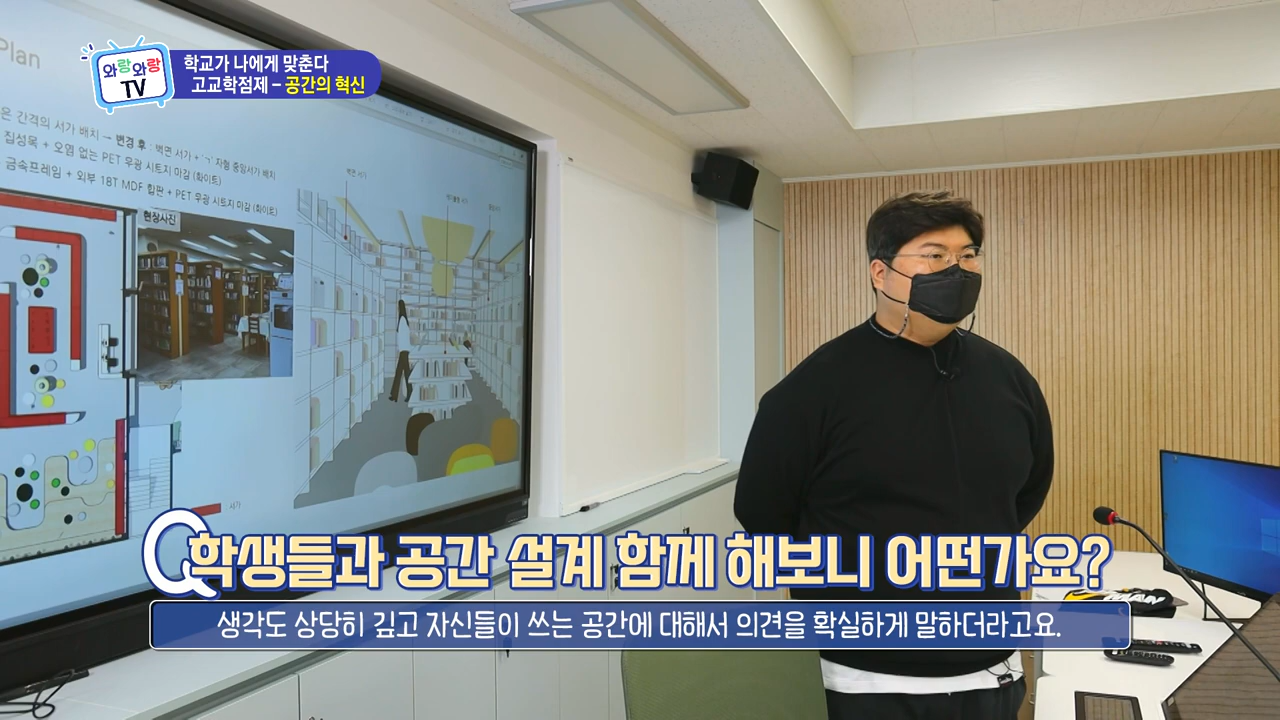 와랑와랑
TV
학교가 나에게 맞춘다
고교학점제 – 공간의 혁신
Plan
은 간격의 서가 배치 → 변경 후 : 벽면 서가 + 'ㄱ' 자형 중앙서가 배치
집성목 + 오염 없는 PET 무광 시트지 마감 (화이트)
금속프레임 + 외부 18T MDF 합판 + PET 무광 시트지 마감 (화이트)
현장사진
벽면 서가
서가
Q 학생들과 공간 설계 함께 해보니 어떤가요?
생각도 상당히 깊고 자신들이 쓰는 공간에 대해서 의견을 확실하게 말하더라고요.